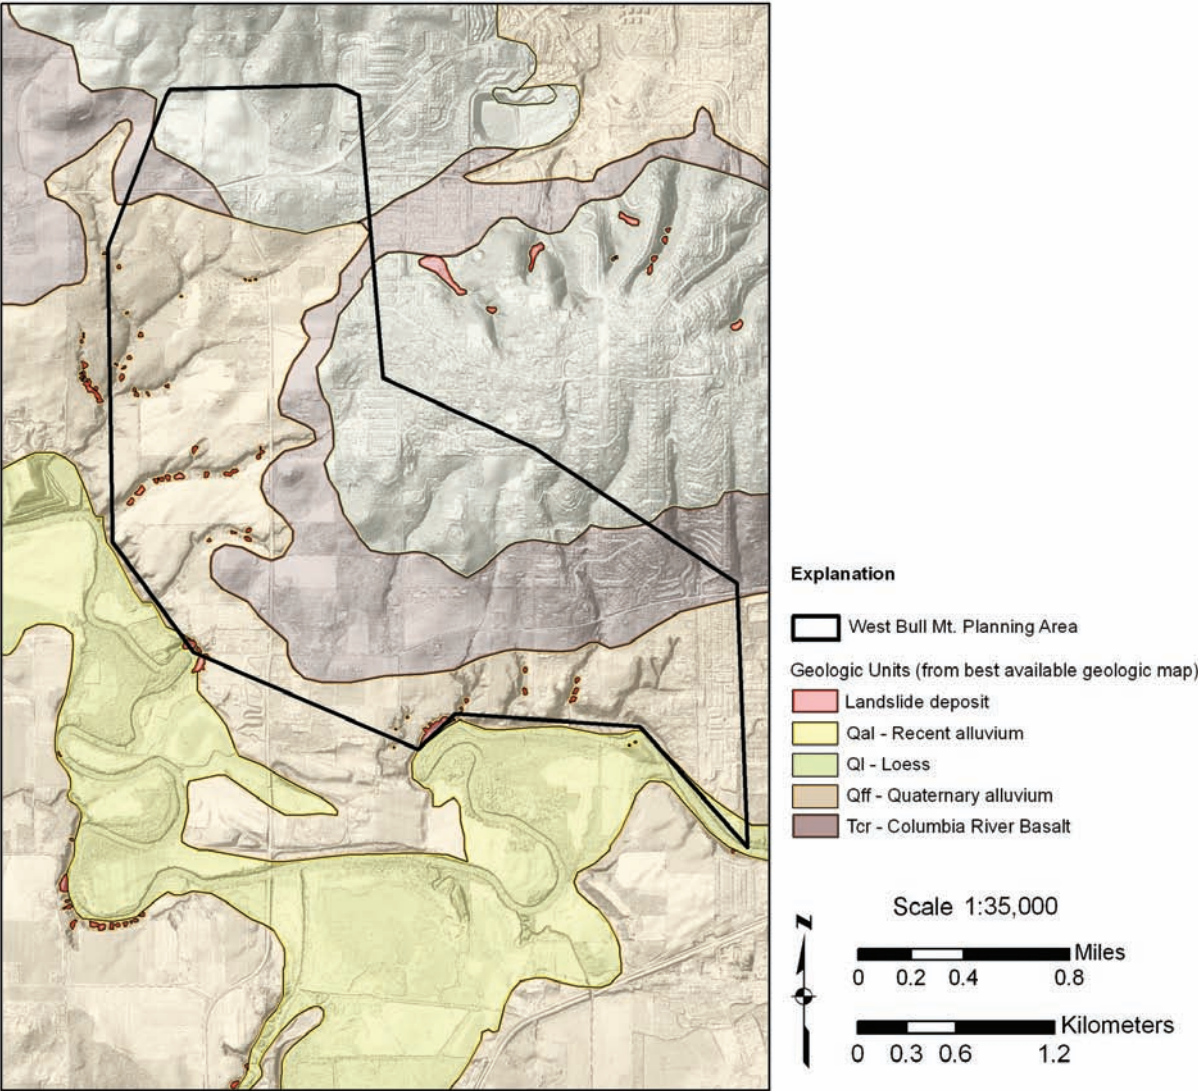 Explanation
West Bull Mt. Planning Area
Geologic Units (from best available geologic map)
Landslide deposit
Qal - Recent alluvium
Ql - Loess
Qff - Quaternary alluvium
Tcr - Columbia River Basalt
Scale 1:35,000
N
Miles
0 0.2 0.4 0.8
Kilometers
0 0.3 0.6 1.2